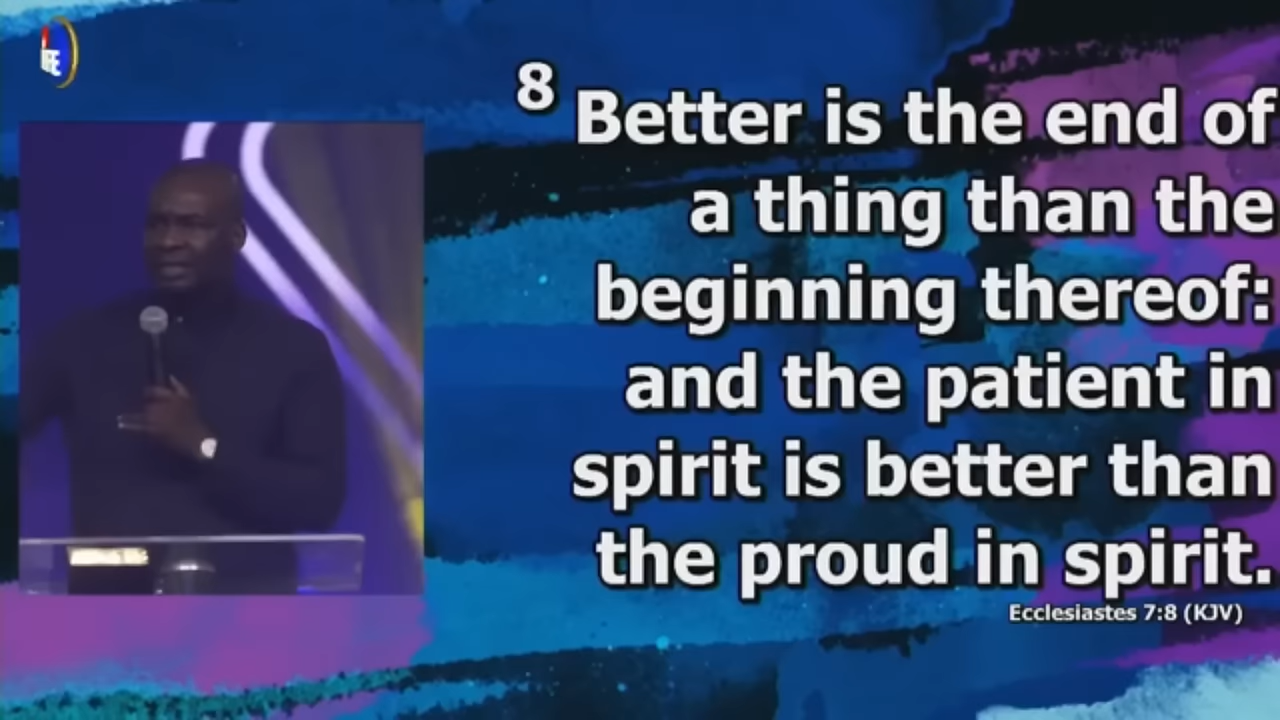 8 Better is the end of
a thing than the
beginning thereof:
and the patient in
spirit is better than
the proud in spirit.
Ecclesiastes 7:8 (KJV)